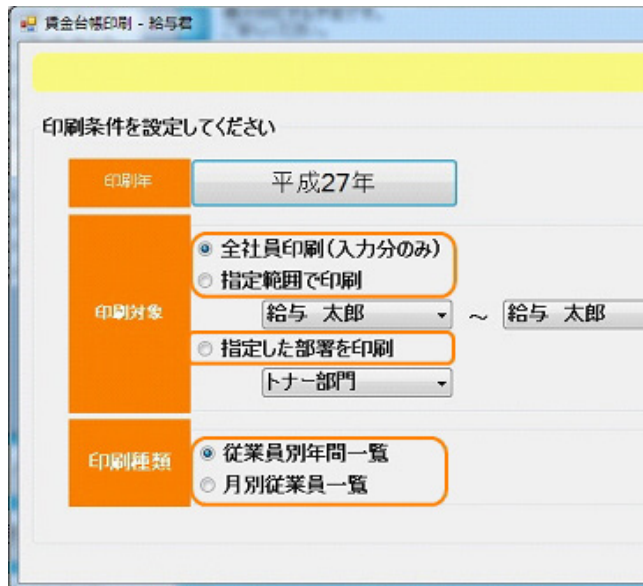 賃金台帳印刷 - 給与君
印刷条件を設定してください
印刷年
平成27年
全社員印刷(入力分のみ)
指定範囲で印刷
印刷対象
給与 太郎 ～ 給与 太郎
指定した部署を印刷
トナー部門
従業員別年間一覧
印刷種類
月別従業員一覧